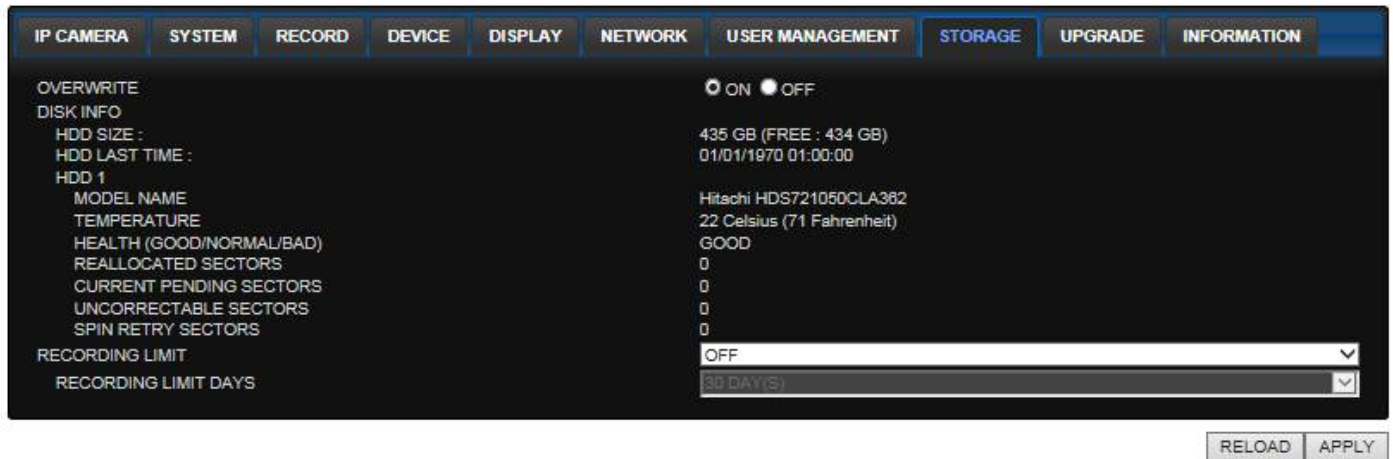 IP CAMERA SYSTEM RECORD DEVICE DISPLAY NETWORK USER MANAGEMENT STORAGE UPGRADE INFORMATION
OVERWRITE ON OFF
DISK INFO
HDD SIZE : 435 GB (FREE : 434 GB)
HDD LAST TIME : 01/01/1970 01:00:00
HDD 1
MODEL NAME Hitachi HDS721050CLA362
TEMPERATURE 22 Celsius (71 Fahrenheit)
HEALTH (GOOD/NORMAL/BAD) GOOD
REALLOCATED SECTORS 0
CURRENT PENDING SECTORS 0
UNCORRECTABLE SECTORS 0
SPIN RETRY SECTORS 0
RECORDING LIMIT OFF
RECORDING LIMIT DAYS 30 DAY(S)
RELOAD APPLY